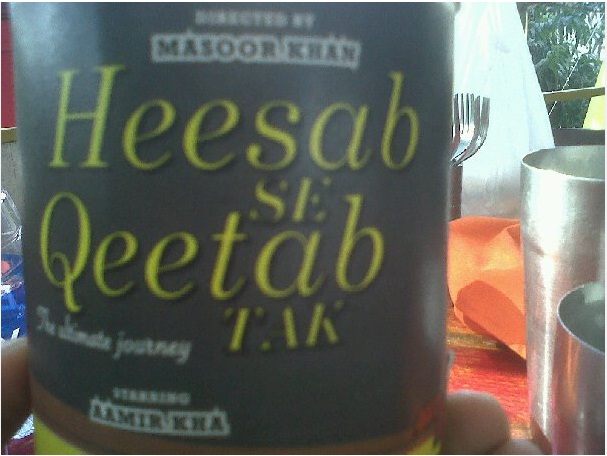 DIRECTED BY
MASOOR KHAN
Heesab
SE
Qeetab
TAK
The ultimate journey
STARRING
AAMIR KHA